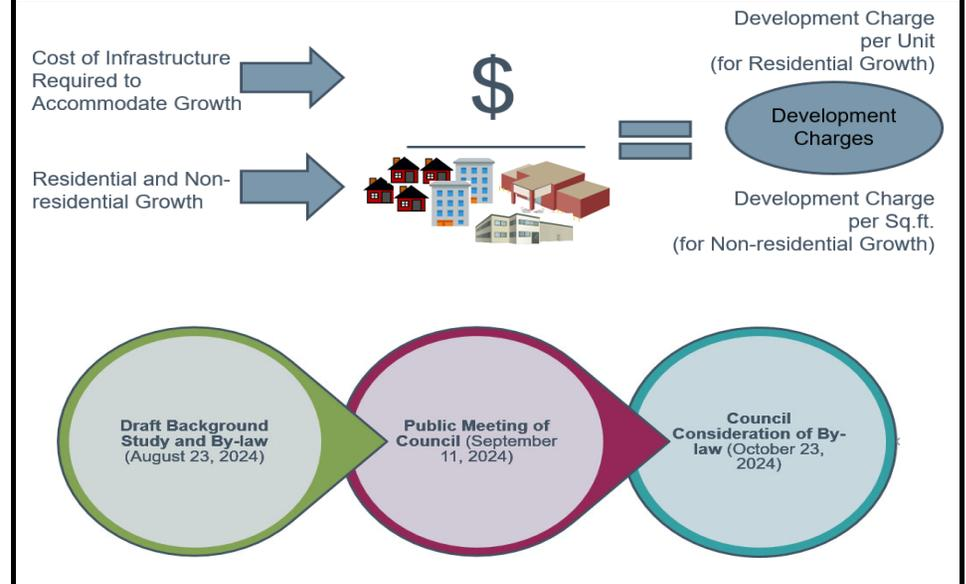 Cost of Infrastructure
Required to
Accommodate Growth
Residential and Non-
residential Growth
$
Development Charge
per Unit
(for Residential Growth)
Development
Charges
Development Charge
per Sq.ft.
(for Non-residential Growth)
Draft Background
Study and By-law
(August 23, 2024)
Public Meeting of
Council (September
11, 2024)
Council
Consideration of By-
law (October 23,
2024)